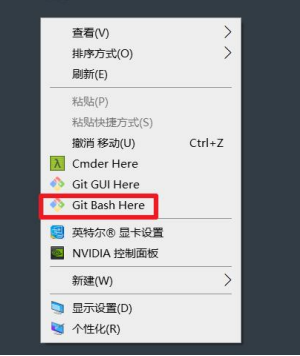 查看(V)
排序方式(O)
刷新(E)
粘贴(P)
粘贴快捷方式(S)
撤消 移动(U) Ctrl+Z
λ Cmder Here
Git GUI Here
Git Bash Here
英特尔® 显卡设置
NVIDIA 控制面板
新建(W)
显示设置(D)
个性化(R)